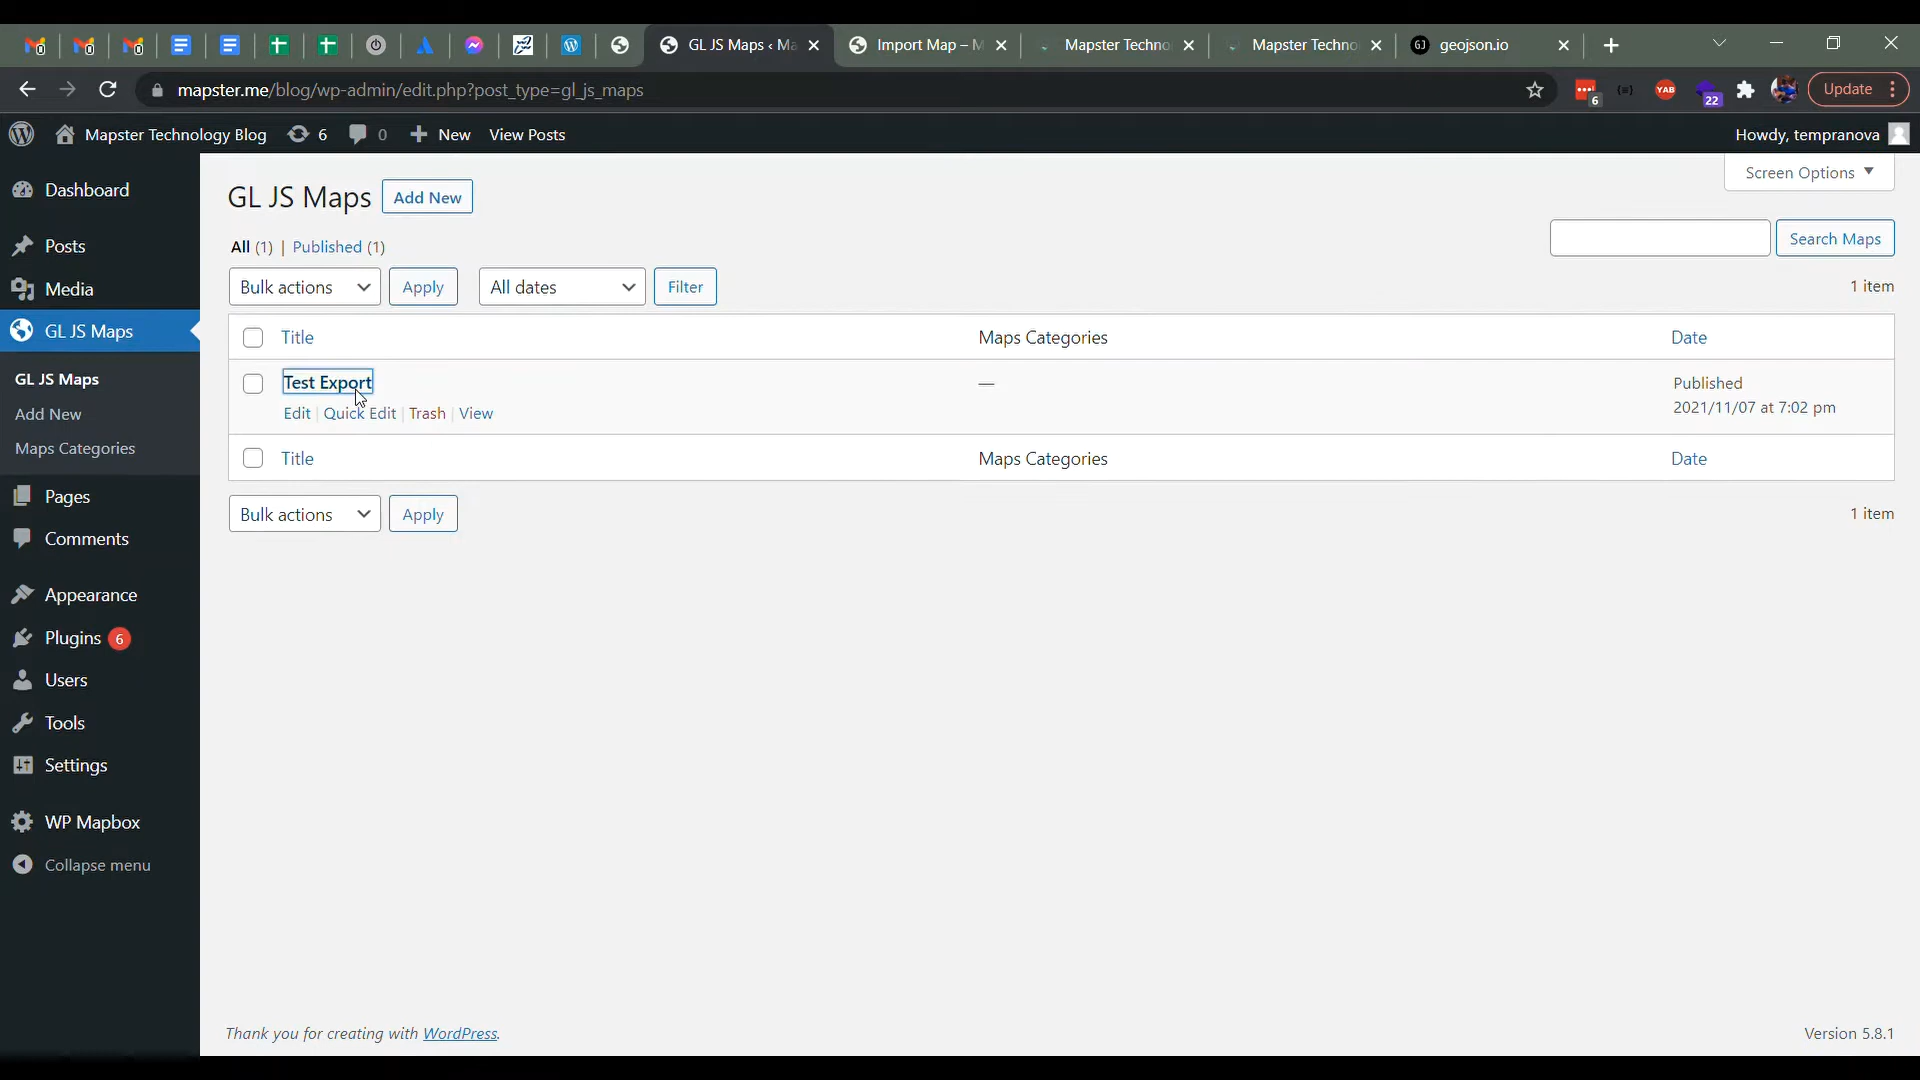 GL JS Maps ‹ Ma
Import Map – M
Mapster Techno
Mapster Techno
GJ
geojson.io
mapster.me/blog/wp-admin/edit.php?post_type=gl_js_maps
6
YAB
22
Update
Mapster Technology Blog
6
0
New
View Posts
Howdy, tempranova
Dashboard
Posts
Media
GL JS Maps
GL JS Maps
Add New
Maps Categories
Pages
Comments
Appearance
Plugins 6
Users
Tools
Settings
WP Mapbox
Collapse menu
Screen Options
GL JS Maps Add New
All (1) | Published (1)
Search Maps
Bulk actions Apply All dates Filter 1 item
Title Maps Categories Date
Test Export — Published
Edit | Quick Edit | Trash | View 2021/11/07 at 7:02 pm
Title Maps Categories Date
Bulk actions Apply 1 item
Thank you for creating with WordPress. Version 5.8.1